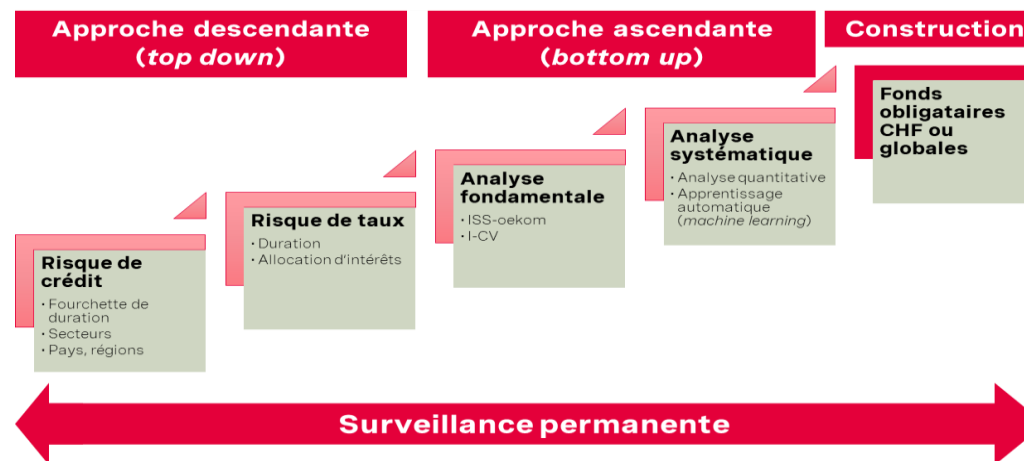 Approche descendante
(top down)
Approche ascendante
(bottom up)
Construction
Risque de
crédit
• Fourchette de
duration
• Secteurs
• Pays, régions
Risque de taux
• Duration
• Allocation d'intérêts
Analyse
fondamentale
• ISS-oekom
• I-CV
Analyse
systématique
• Analyse quantitative
• Apprentissage
automatique
(machine learning)
Fonds
obligataires
CHF ou
globales
Surveillance permanente